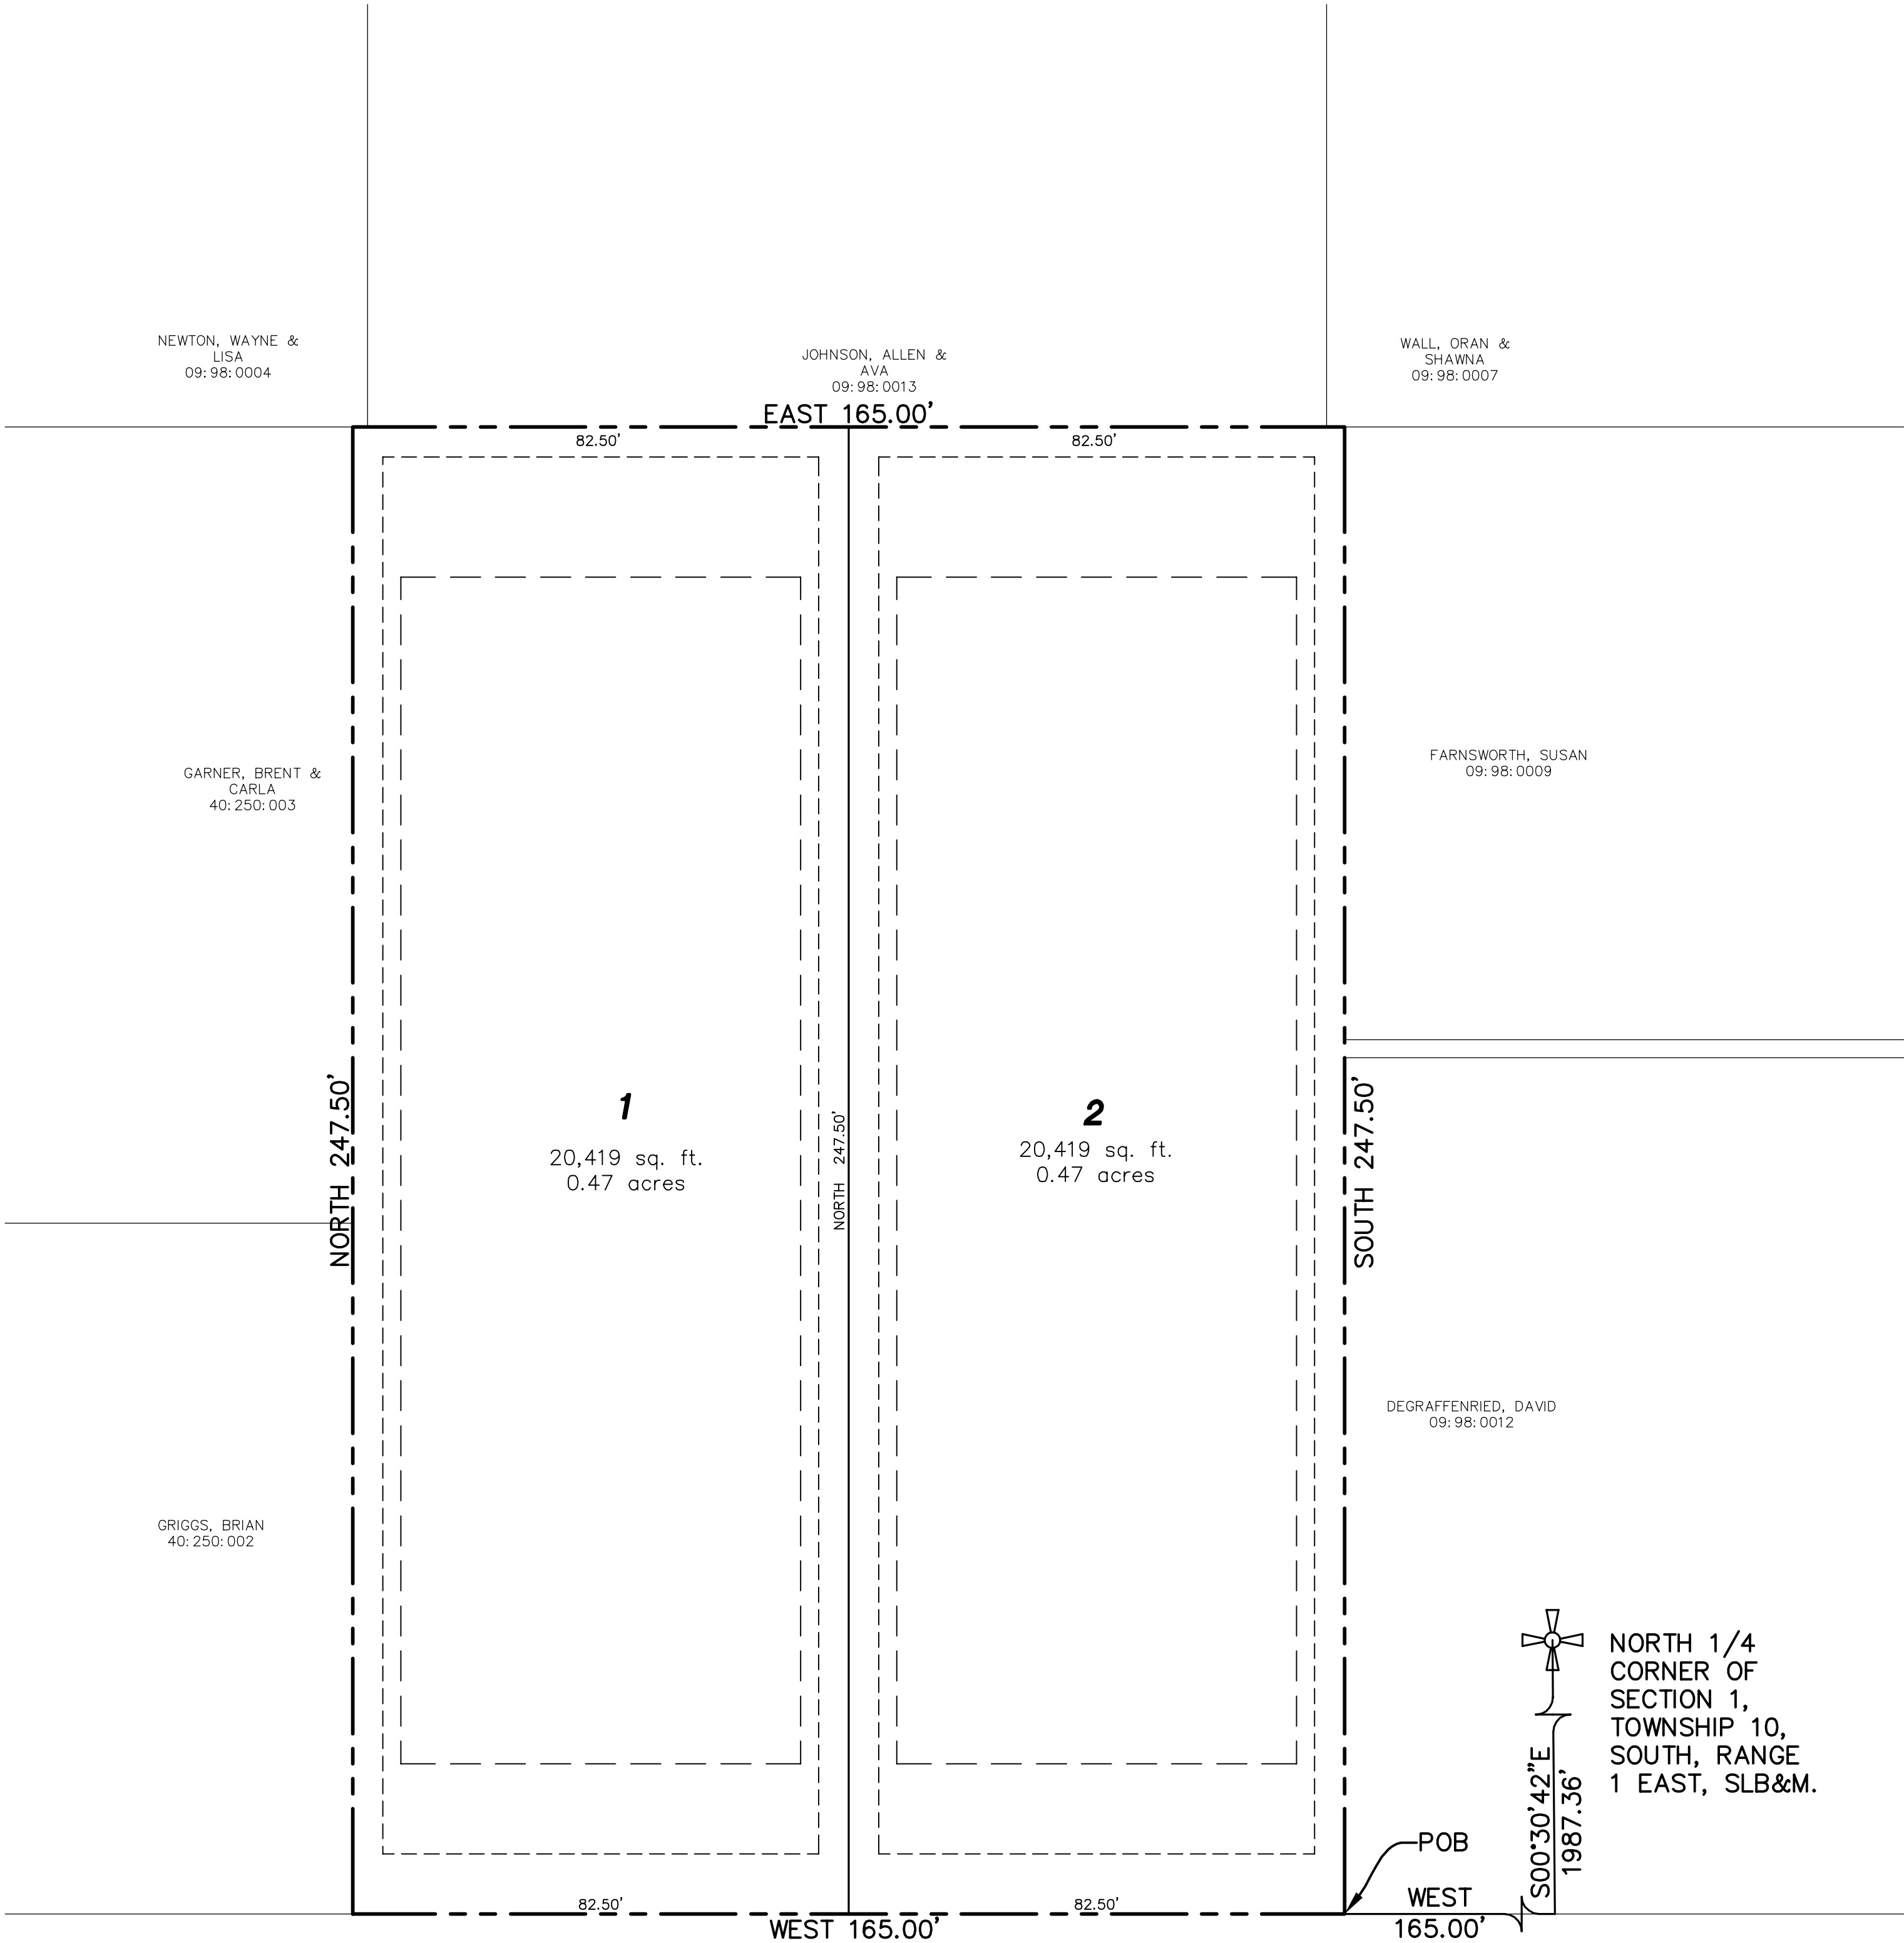 NEWTON, WAYNE &
LISA
09:98:0004
JOHNSON, ALLEN &
AVA
09:98:0013
WALL, ORAN &
SHAWNA
09:98:0007
EAST 165.00'
82.50'
82.50'
GARNER, BRENT &
CARLA
40:250:003
FARNSWORTH, SUSAN
09:98:0009
NORTH 247.50'
1
20,419 sq. ft.
0.47 acres
NORTH 247.50'
2
20,419 sq. ft.
0.47 acres
SOUTH 247.50'
DEGRAFFENRIED, DAVID
09:98:0012
GRIGGS, BRIAN
40:250:002
NORTH 1/4
CORNER OF
SECTION 1,
TOWNSHIP 10,
SOUTH, RANGE
1 EAST, SLB&M.
S00°30'42"E
1987.36'
POB
WEST
165.00'
82.50'
82.50'
WEST 165.00'